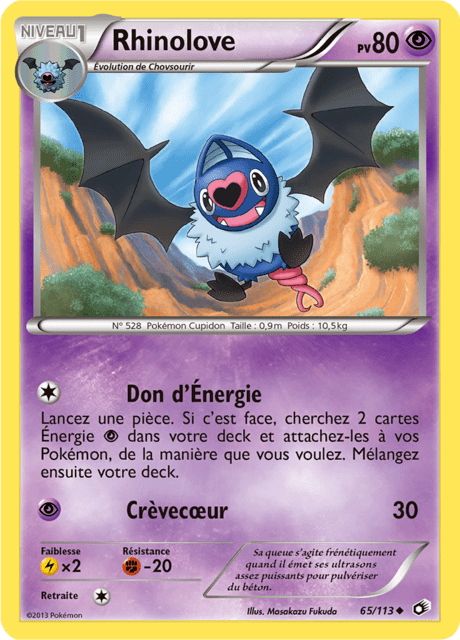 NIVEAU 1
Rhinolove
PV 80
Évolution de Chovsourir
N° 528 Pokémon Cupidon Taille : 0,9m Poids : 10,5kg
Don d'Énergie
Lancez une pièce. Si c'est face, cherchez 2 cartes
Énergie dans votre deck et attachez-les à vos
Pokémon, de la manière que vous voulez. Mélangez
ensuite votre deck.
Crèvecœur 30
Faiblesse Résistance
×2 -20
Retraite
Sa queue s'agite frénétiquement
quand il émet ses ultrasons
assez puissants pour pulvériser
du béton.
©2013 Pokémon
Illus. Masakazu Fukuda 65/113